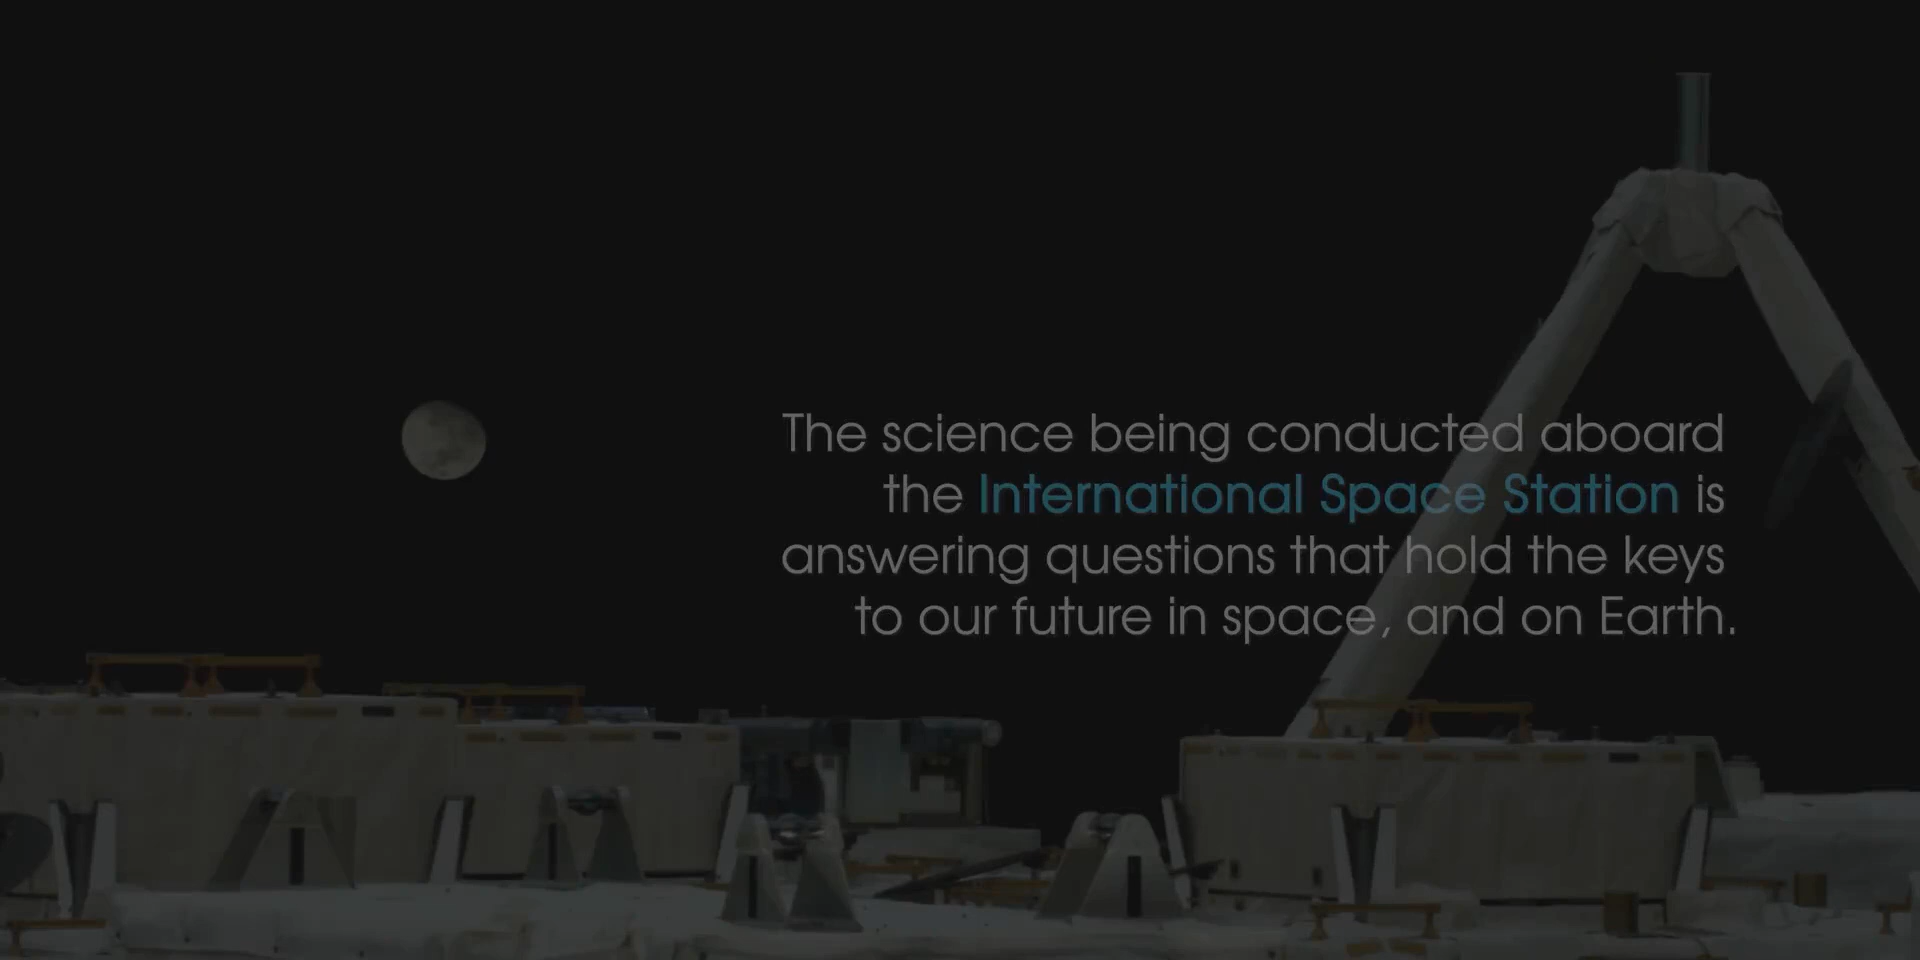 The science being conducted aboard
the International Space Station is
answering questions that hold the keys
to our future in space, and on Earth.